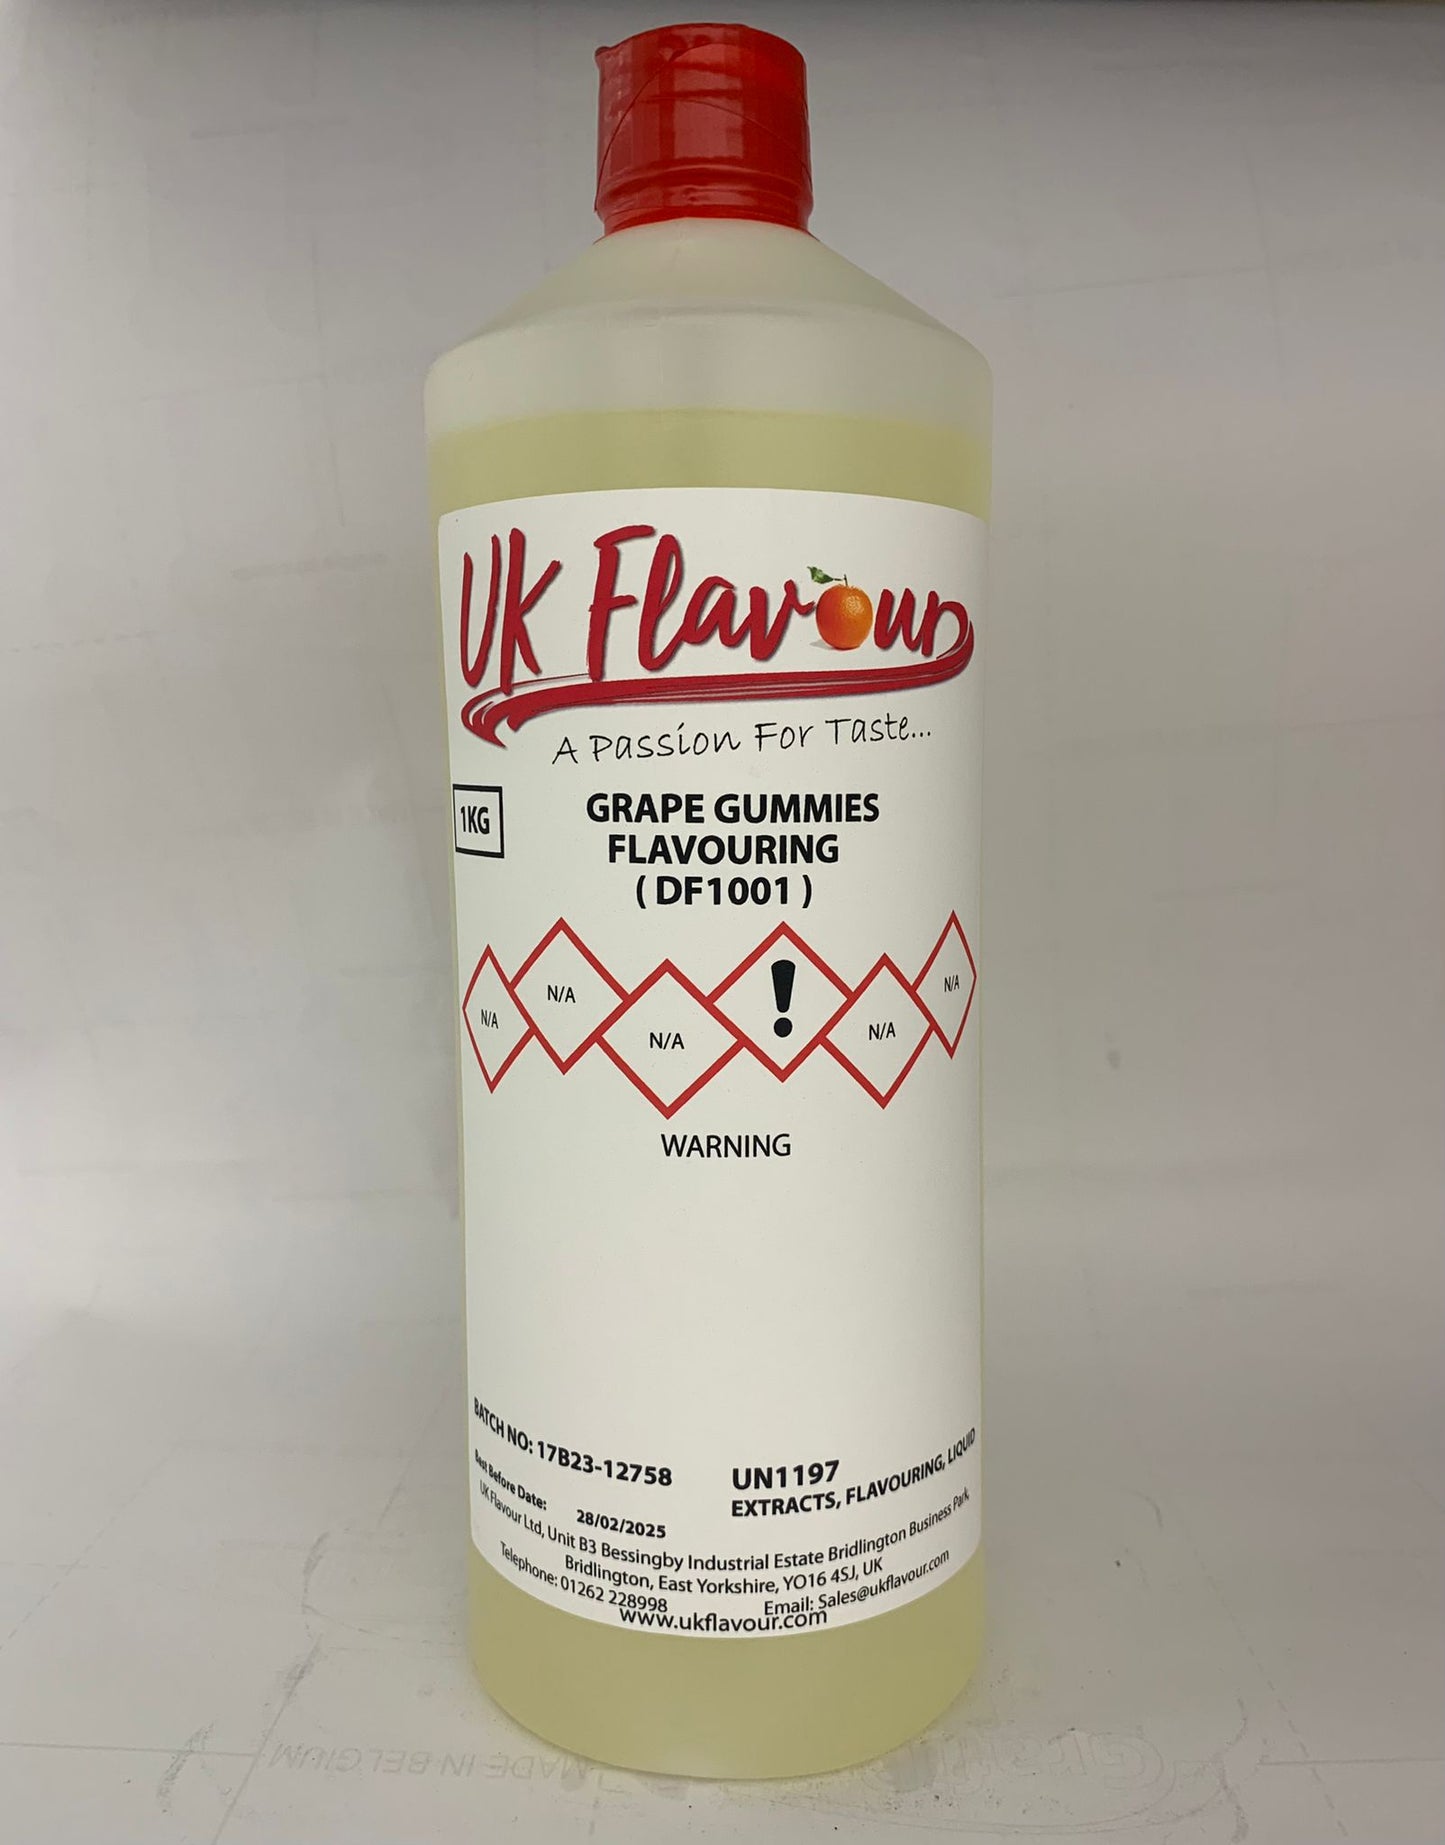 UK Flavour
A Passion For Taste...
1KG
GRAPE GUMMIES
FLAVOURING
( DF1001 )
N/A
N/A
N/A
!
N/A
N/A
WARNING
BATCH NO: 17B23-12758
Best Before Date: 28/02/2025
UN1197
EXTRACTS, FLAVOURING, LIQUID
UK Flavour Ltd, Unit B3 Bessingby Industrial Estate Bridlington Business Park,
Bridlington, East Yorkshire, YO16 4SJ, UK
Telephone: 01262 228998
Email: Sales@ukflavour.com
www.ukflavour.com
MADE IN BELGIUM